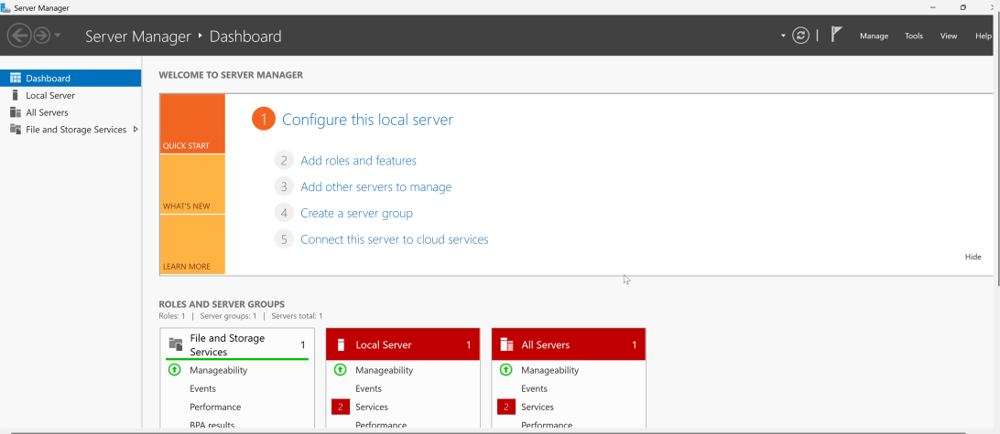 Server Manager
Server Manager ‣ Dashboard
Manage Tools View Help
Dashboard
Local Server
All Servers
File and Storage Services
WELCOME TO SERVER MANAGER
QUICK START
WHAT'S NEW
LEARN MORE
1 Configure this local server
2 Add roles and features
3 Add other servers to manage
4 Create a server group
5 Connect this server to cloud services
Hide
ROLES AND SERVER GROUPS
Roles: 1 | Server groups: 1 | Servers total: 1
File and Storage
Services 1
Manageability
Events
Performance
BPA results
Local Server 1
Manageability
Events
2 Services
Performance
All Servers 1
Manageability
Events
2 Services
Performance